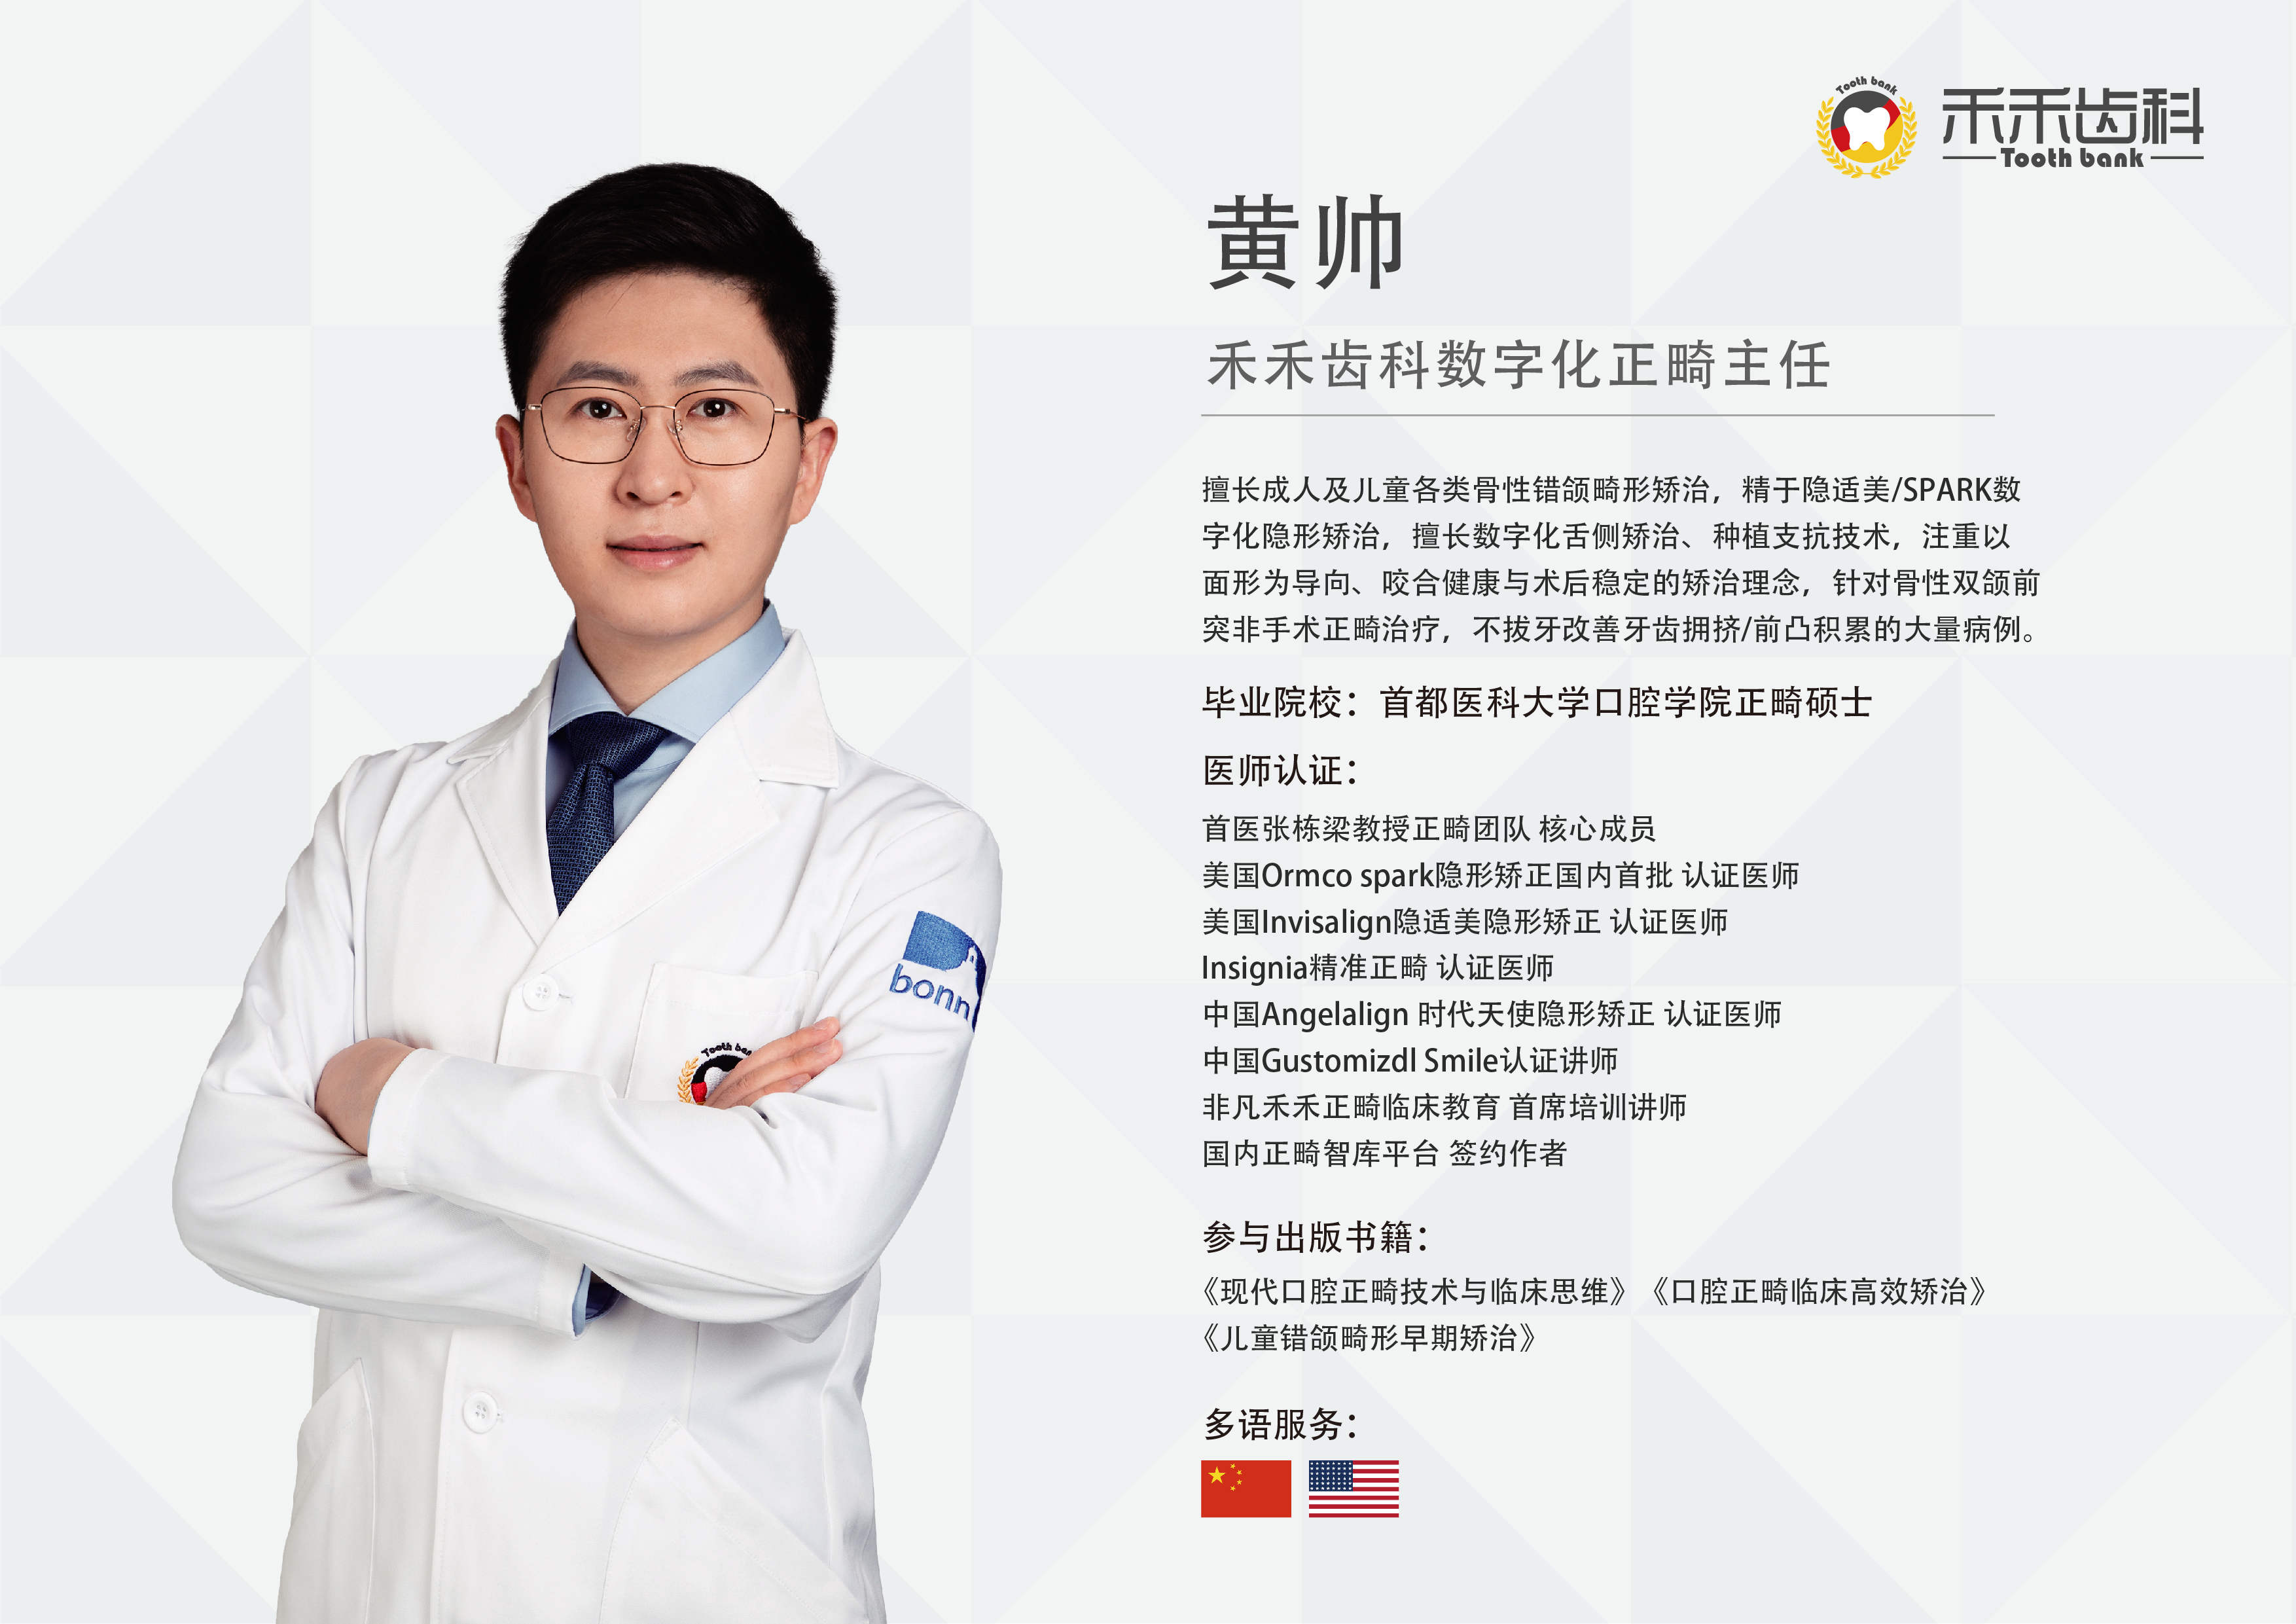 Tooth bank
禾禾齿科
Tooth bank
黄帅
禾禾齿科数字化正畸主任
擅长成人及儿童各类骨性错颌畸形矫治，精于隐适美/SPARK数
字化隐形矫治，擅长数字化舌侧矫治、种植支抗技术，注重以
面形为导向、咬合健康与术后稳定的矫治理念，针对骨性双颌前
突非手术正畸治疗，不拔牙改善牙齿拥挤/前凸积累的大量病例。
毕业院校：首都医科大学口腔学院正畸硕士
医师认证：
首医张栋梁教授正畸团队 核心成员
美国Ormco spark隐形矫正国内首批 认证医师
美国Invisalign隐适美隐形矫正 认证医师
Insignia精准正畸 认证医师
中国Angelalign 时代天使隐形矫正 认证医师
中国Gustomizdl Smile认证讲师
非凡禾禾正畸临床教育 首席培训讲师
国内正畸智库平台 签约作者
参与出版书籍：
《现代口腔正畸技术与临床思维》《口腔正畸临床高效矫治》
《儿童错颌畸形早期矫治》
多语服务：
bonn
Tooth ba